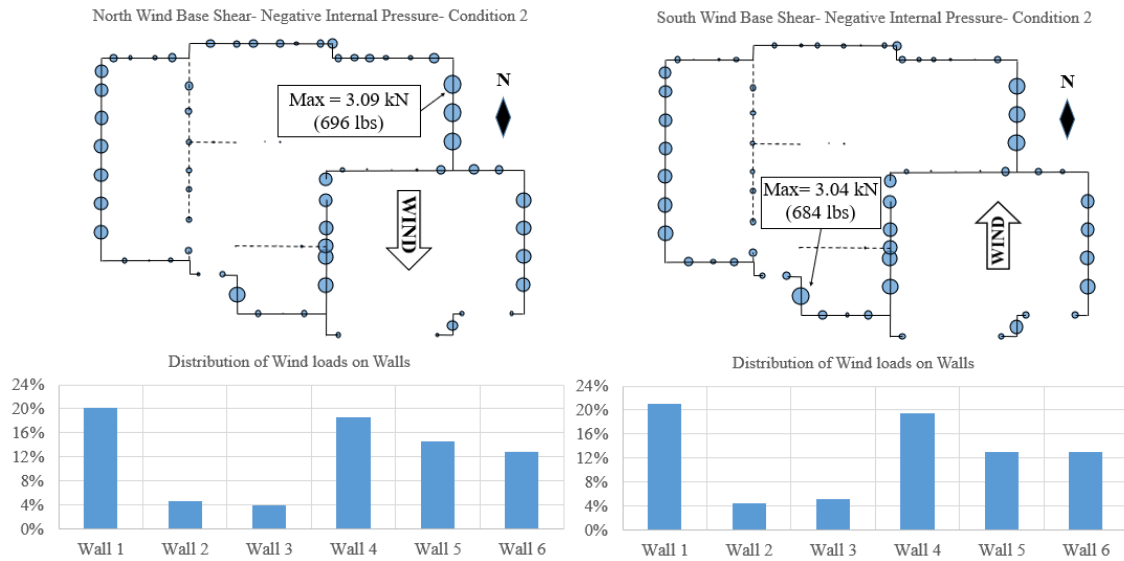 North Wind Base Shear- Negative Internal Pressure- Condition 2
N
Max = 3.09 kN
(696 lbs)
WIND
Distribution of Wind loads on Walls
24%
20%
16%
12%
8%
4%
0%
Wall 1 Wall 2 Wall 3 Wall 4 Wall 5 Wall 6
South Wind Base Shear- Negative Internal Pressure- Condition 2
N
Max= 3.04 kN
(684 lbs)
WIND
Distribution of Wind loads on Walls
24%
20%
16%
12%
8%
4%
0%
Wall 1 Wall 2 Wall 3 Wall 4 Wall 5 Wall 6